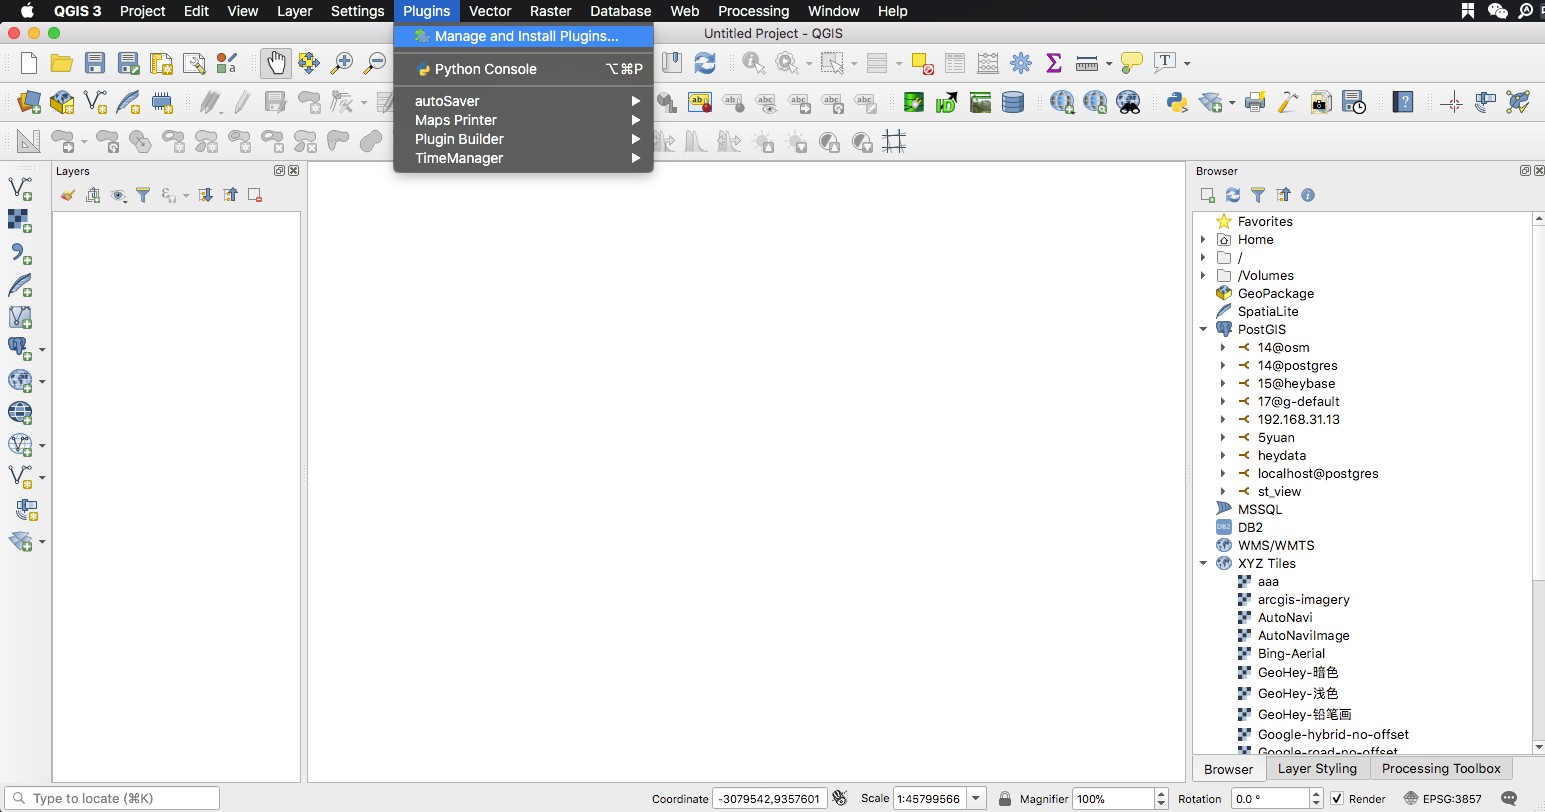 QGIS 3 Project Edit View Layer Settings Plugins Vector Raster Database Web Processing Window Help
Untitled Project - QGIS
Manage and Install Plugins...
Python Console ⌥⌘P
autoSaver
Maps Printer
Plugin Builder
TimeManager
Layers
Browser
Favorites
Home
/
/Volumes
GeoPackage
SpatiaLite
PostGIS
14@osm
14@postgres
15@heybase
17@g-default
192.168.31.13
5yuan
heydata
localhost@postgres
st_view
MSSQL
DB2
WMS/WMTS
XYZ Tiles
aaa
arcgis-imagery
AutoNavi
AutoNaviImage
Bing-Aerial
GeoHey-暗色
GeoHey-浅色
GeoHey-铅笔画
Google-hybrid-no-offset
Google-road-no-offset
Browser Layer Styling Processing Toolbox
Type to locate (⌘K) Coordinate -3079542,9357601 Scale 1:45799566 Magnifier 100% Rotation 0.0 ° Render EPSG:3857